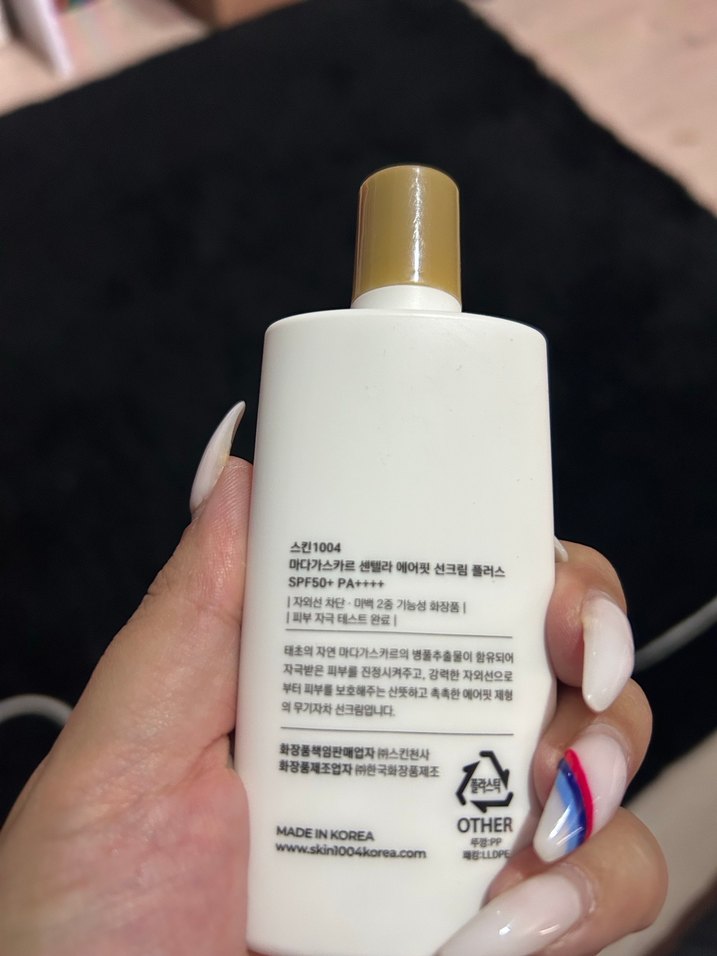 스킨1004
마다가스카르 센텔라 에어핏 선크림 플러스
SPF50+ PA++++
| 자외선 차단 · 미백 2중 기능성 화장품 |
| 피부 자극 테스트 완료 |
태초의 자연 마다가스카르의 병풀추출물이 함유되어
자극받은 피부를 진정시켜주고, 강력한 자외선으로
부터 피부를 보호해주는 산뜻하고 촉촉한 에어핏 제형
의 무기자차 선크림입니다.
화장품책임판매업자 ㈜스킨천사
화장품제조업자 ㈜한국화장품제조
플라스틱
OTHER
뚜껑:PP
패킹:LLDPE
MADE IN KOREA
www.skin1004korea.com